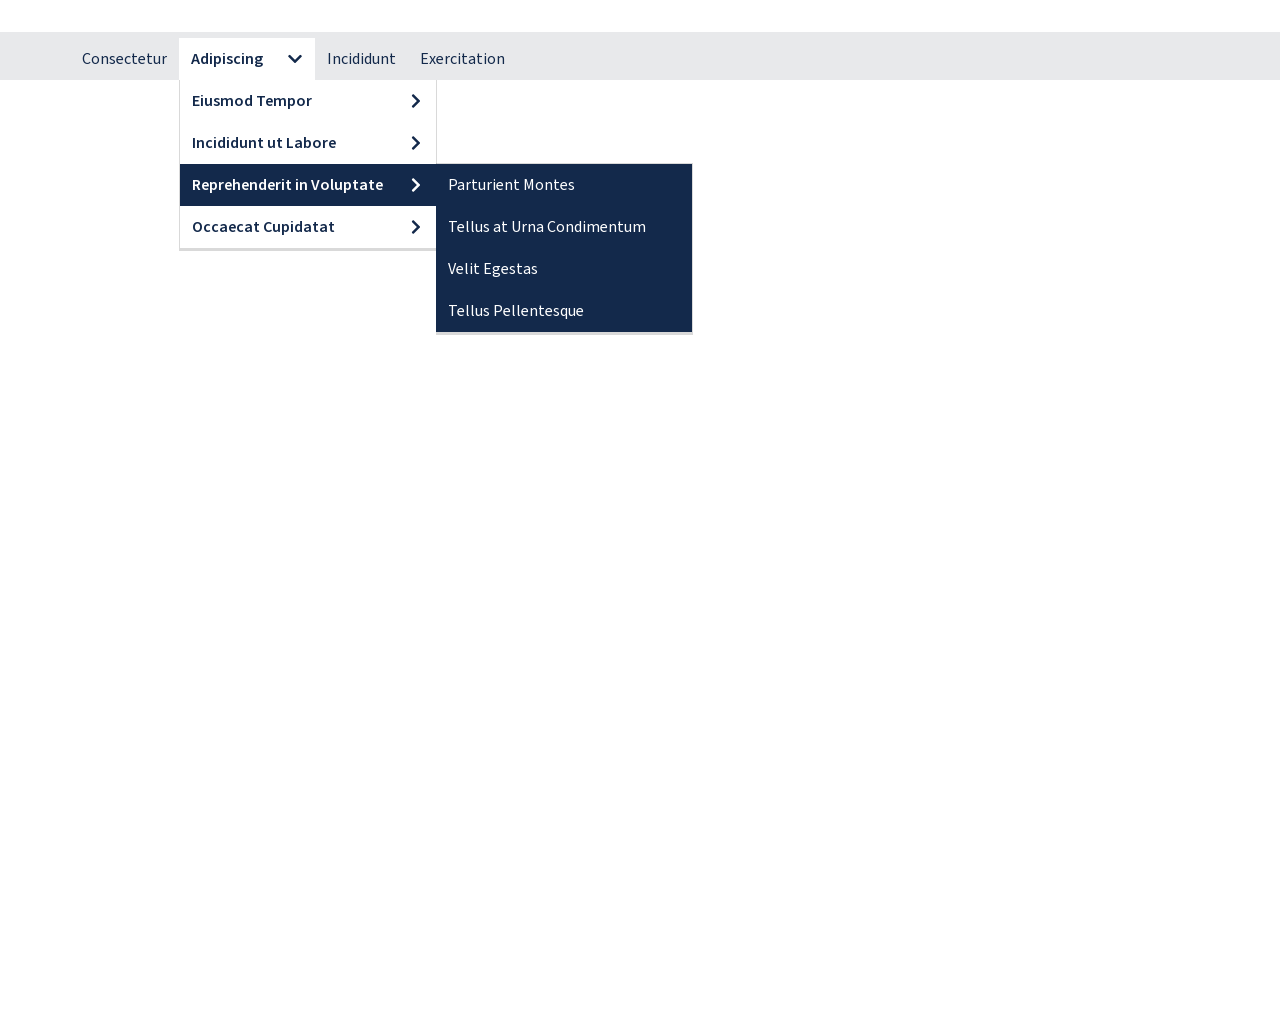 Consectetur Adipiscing Incididunt Exercitation
Eiusmod Tempor
Incididunt ut Labore
Reprehenderit in Voluptate
Occaecat Cupidatat
Parturient Montes
Tellus at Urna Condimentum
Velit Egestas
Tellus Pellentesque